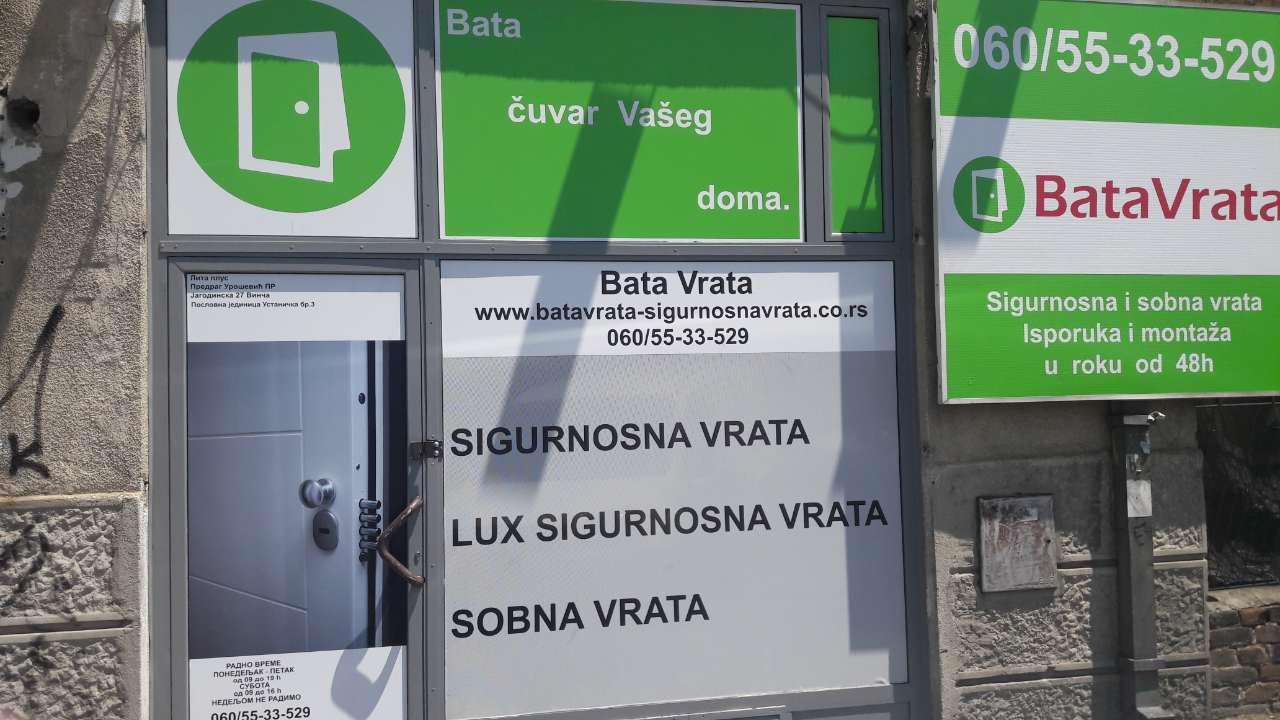 Bata
čuvar Vašeg
doma.
060/55-33-529
BataVrata
Sigurnosna i sobna vrata
Isporuka i montaža
u roku od 48h
Лита плус
Предраг Урошевић ПР
Јагодинска 27 Винча
Пословна јединица Устаничка бр.3
Bata Vrata
www.batavrata-sigurnosnavrata.co.rs
060/55-33-529
SIGURNOSNA VRATA
LUX SIGURNOSNA VRATA
SOBNA VRATA
РАДНО ВРЕМЕ
ПОНЕДЕЉАК - ПЕТАК
од 09 до 19 h
СУБОТА
од 09 до 16 h
НЕДЕЉОМ НЕ РАДИМО
060/55-33-529